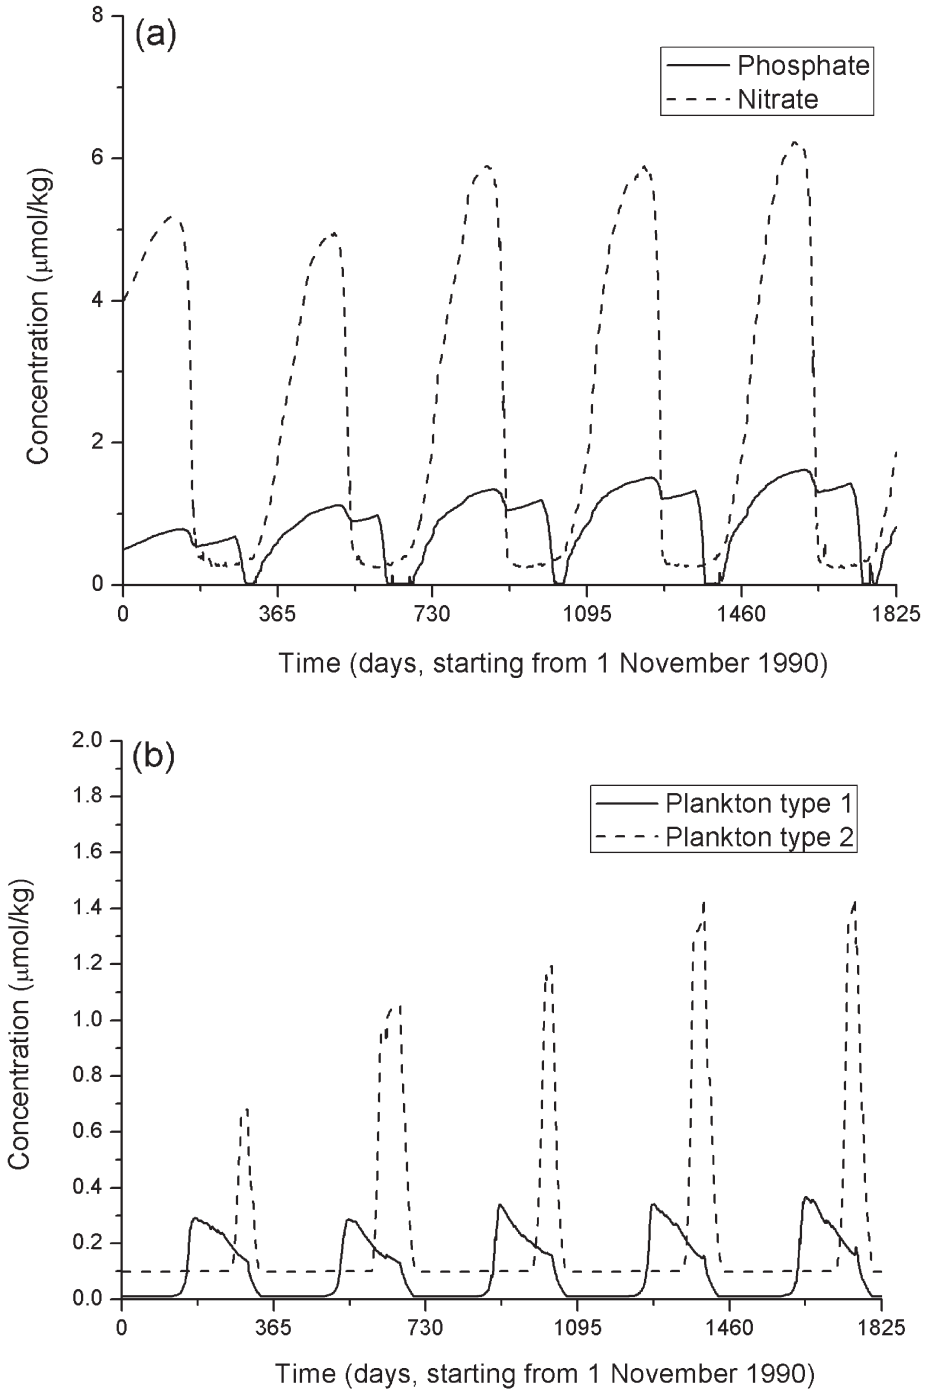 (a)
Phosphate
Nitrate
8
6
4
2
0
Concentration (μmol/kg)
0 365 730 1095 1460 1825
Time (days, starting from 1 November 1990)
(b)
Plankton type 1
Plankton type 2
2.0
1.8
1.6
1.4
1.2
1.0
0.8
0.6
0.4
0.2
0.0
Concentration (μmol/kg)
0 365 730 1095 1460 1825
Time (days, starting from 1 November 1990)